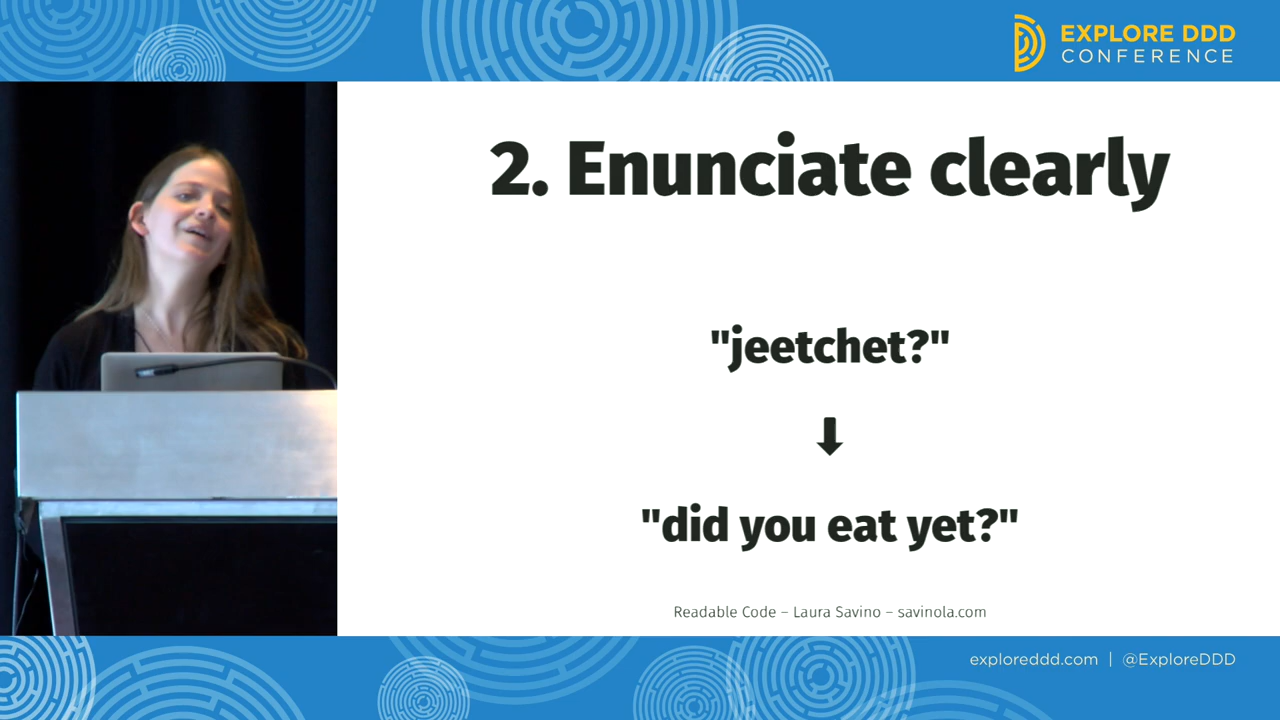 EXPLORE DDD
CONFERENCE
2. Enunciate clearly
"jeetchet?"
"did you eat yet?"
Readable Code – Laura Savino – savinola.com
exploreddd.com | @ExploreDDD